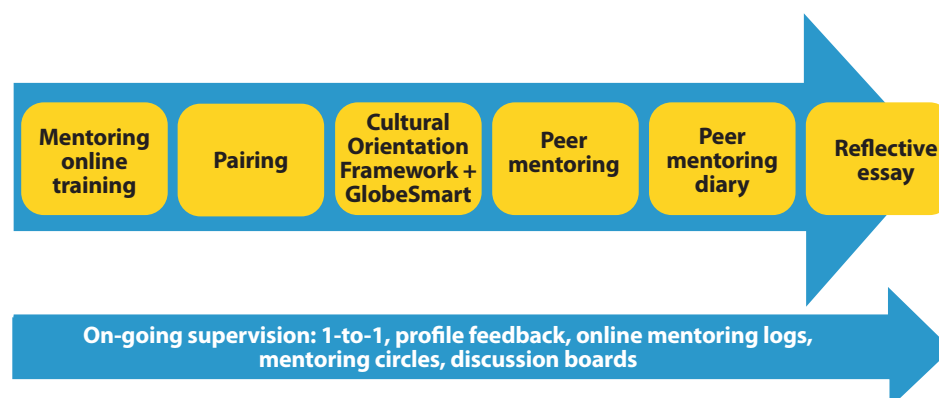 Mentoring
online
training
Pairing
Cultural
Orientation
Framework +
GlobeSmart
Peer
mentoring
Peer
mentoring
diary
Reflective
essay
On-going supervision: 1-to-1, profile feedback, online mentoring logs,
mentoring circles, discussion boards